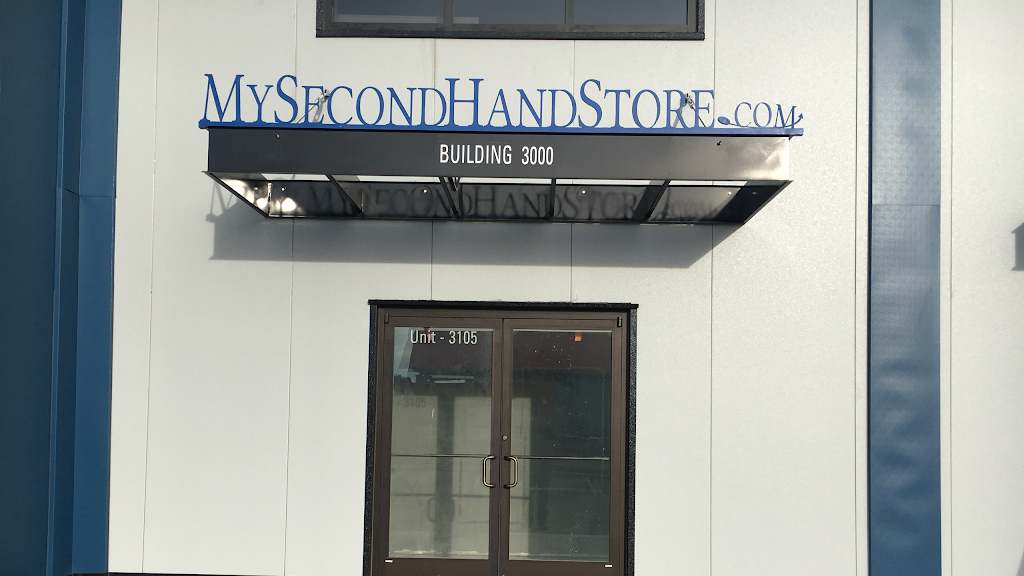 MYSECONDHANDSTORE.COM
BUILDING 3000
Unit - 3105